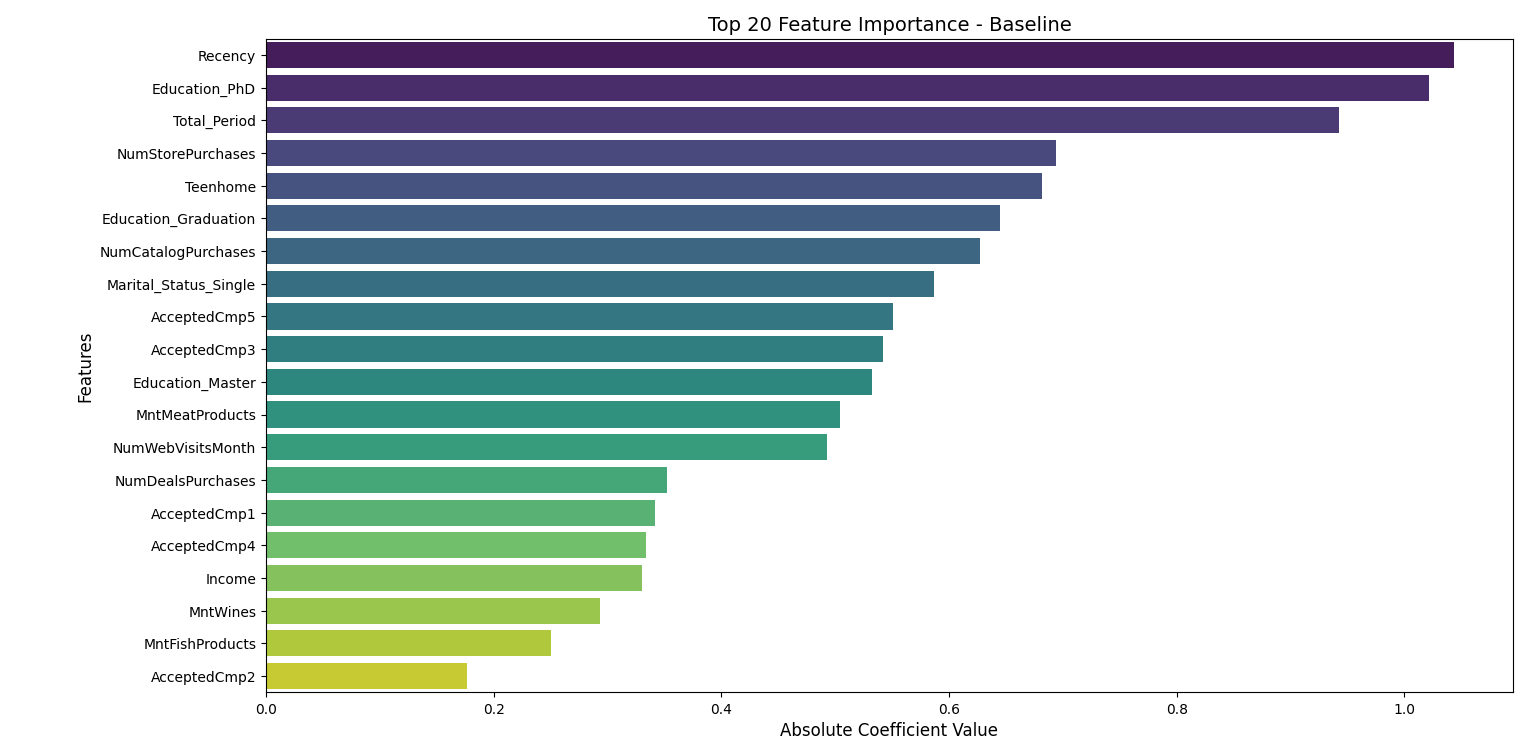 Top 20 Feature Importance - Baseline
Recency
Education_PhD
Total_Period
NumStorePurchases
Teenhome
Education_Graduation
NumCatalogPurchases
Marital_Status_Single
AcceptedCmp5
AcceptedCmp3
Education_Master
MntMeatProducts
NumWebVisitsMonth
NumDealsPurchases
AcceptedCmp1
AcceptedCmp4
Income
MntWines
MntFishProducts
AcceptedCmp2
Features
0.0 0.2 0.4 0.6 0.8 1.0
Absolute Coefficient Value